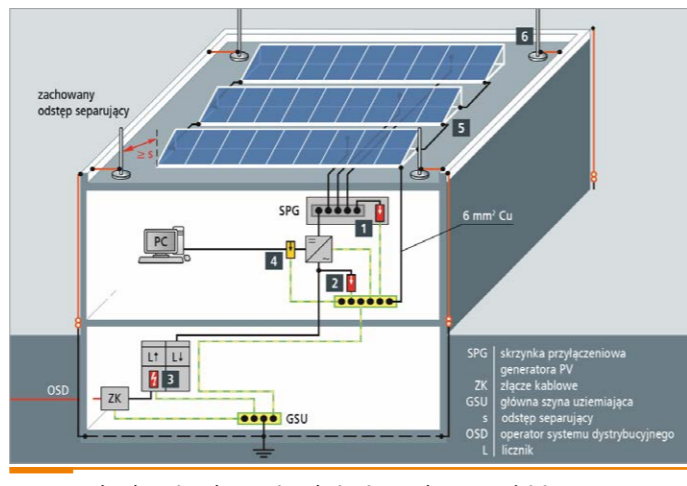 6
zachowany
odstęp separujący
≥ s
5
SPG
1
6 mm² Cu
PC
4
2
L↑ L↓
3
OSD
ZK
GSU
SPG skrzynka przyłączeniowa
generatora PV
ZK złącze kablowe
GSU główna szyna uziemiająca
s odstęp separujący
OSD operator systemu dystrybucyjnego
L licznik